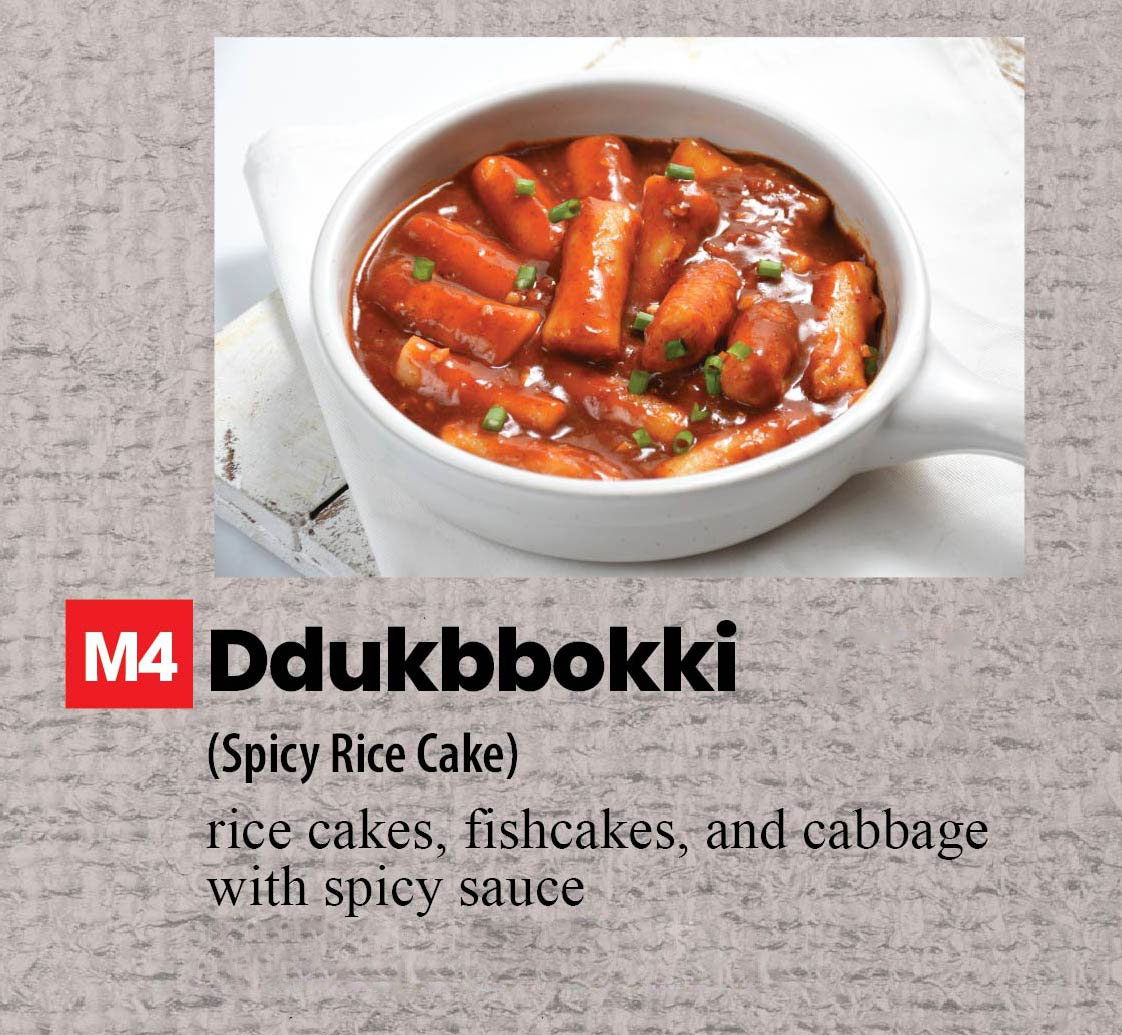 M4 Ddukbbokki
(Spicy Rice Cake)
rice cakes, fishcakes, and cabbage
with spicy sauce